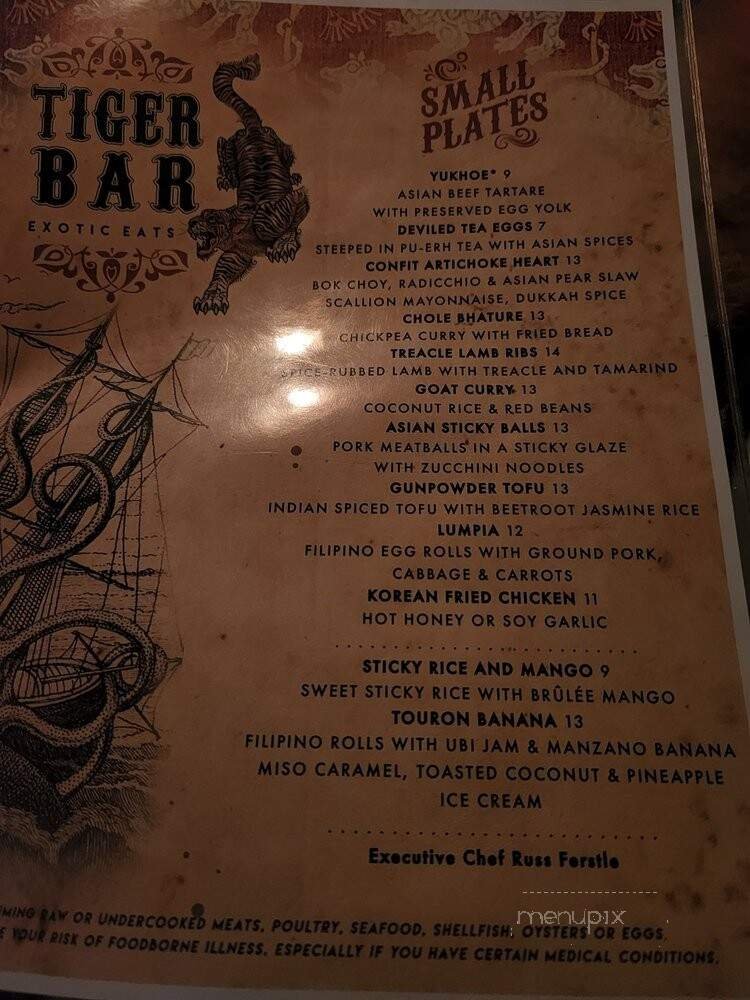 TIGER
BAR
EXOTIC EATS
SMALL
PLATES
YUKHOE* 9
ASIAN BEEF TARTARE
WITH PRESERVED EGG YOLK
DEVILED TEA EGGS 7
STEEPED IN PU-ERH TEA WITH ASIAN SPICES
CONFIT ARTICHOKE HEART 13
BOK CHOY, RADICCHIO & ASIAN PEAR SLAW
SCALLION MAYONNAISE, DUKKAH SPICE
CHOLE BHATURE 13
CHICKPEA CURRY WITH FRIED BREAD
TREACLE LAMB RIBS 14
SPICE-RUBBED LAMB WITH TREACLE AND TAMARIND
GOAT CURRY 13
COCONUT RICE & RED BEANS
ASIAN STICKY BALLS 13
PORK MEATBALLS IN A STICKY GLAZE
WITH ZUCCHINI NOODLES
GUNPOWDER TOFU 13
INDIAN SPICED TOFU WITH BEETROOT JASMINE RICE
LUMPIA 12
FILIPINO EGG ROLLS WITH GROUND PORK,
CABBAGE & CARROTS
KOREAN FRIED CHICKEN 11
HOT HONEY OR SOY GARLIC
STICKY RICE AND MANGO 9
SWEET STICKY RICE WITH BRÛLÉE MANGO
TOURON BANANA 13
FILIPINO ROLLS WITH UBI JAM & MANZANO BANANA
MISO CARAMEL, TOASTED COCONUT & PINEAPPLE
ICE CREAM
Executive Chef Russ Ferstle
menupix
RAW OR UNDERCOOKED MEATS, POULTRY, SEAFOOD, SHELLFISH, OYSTERS OR EGGS
YOUR RISK OF FOODBORNE ILLNESS, ESPECIALLY IF YOU HAVE CERTAIN MEDICAL CONDITIONS.